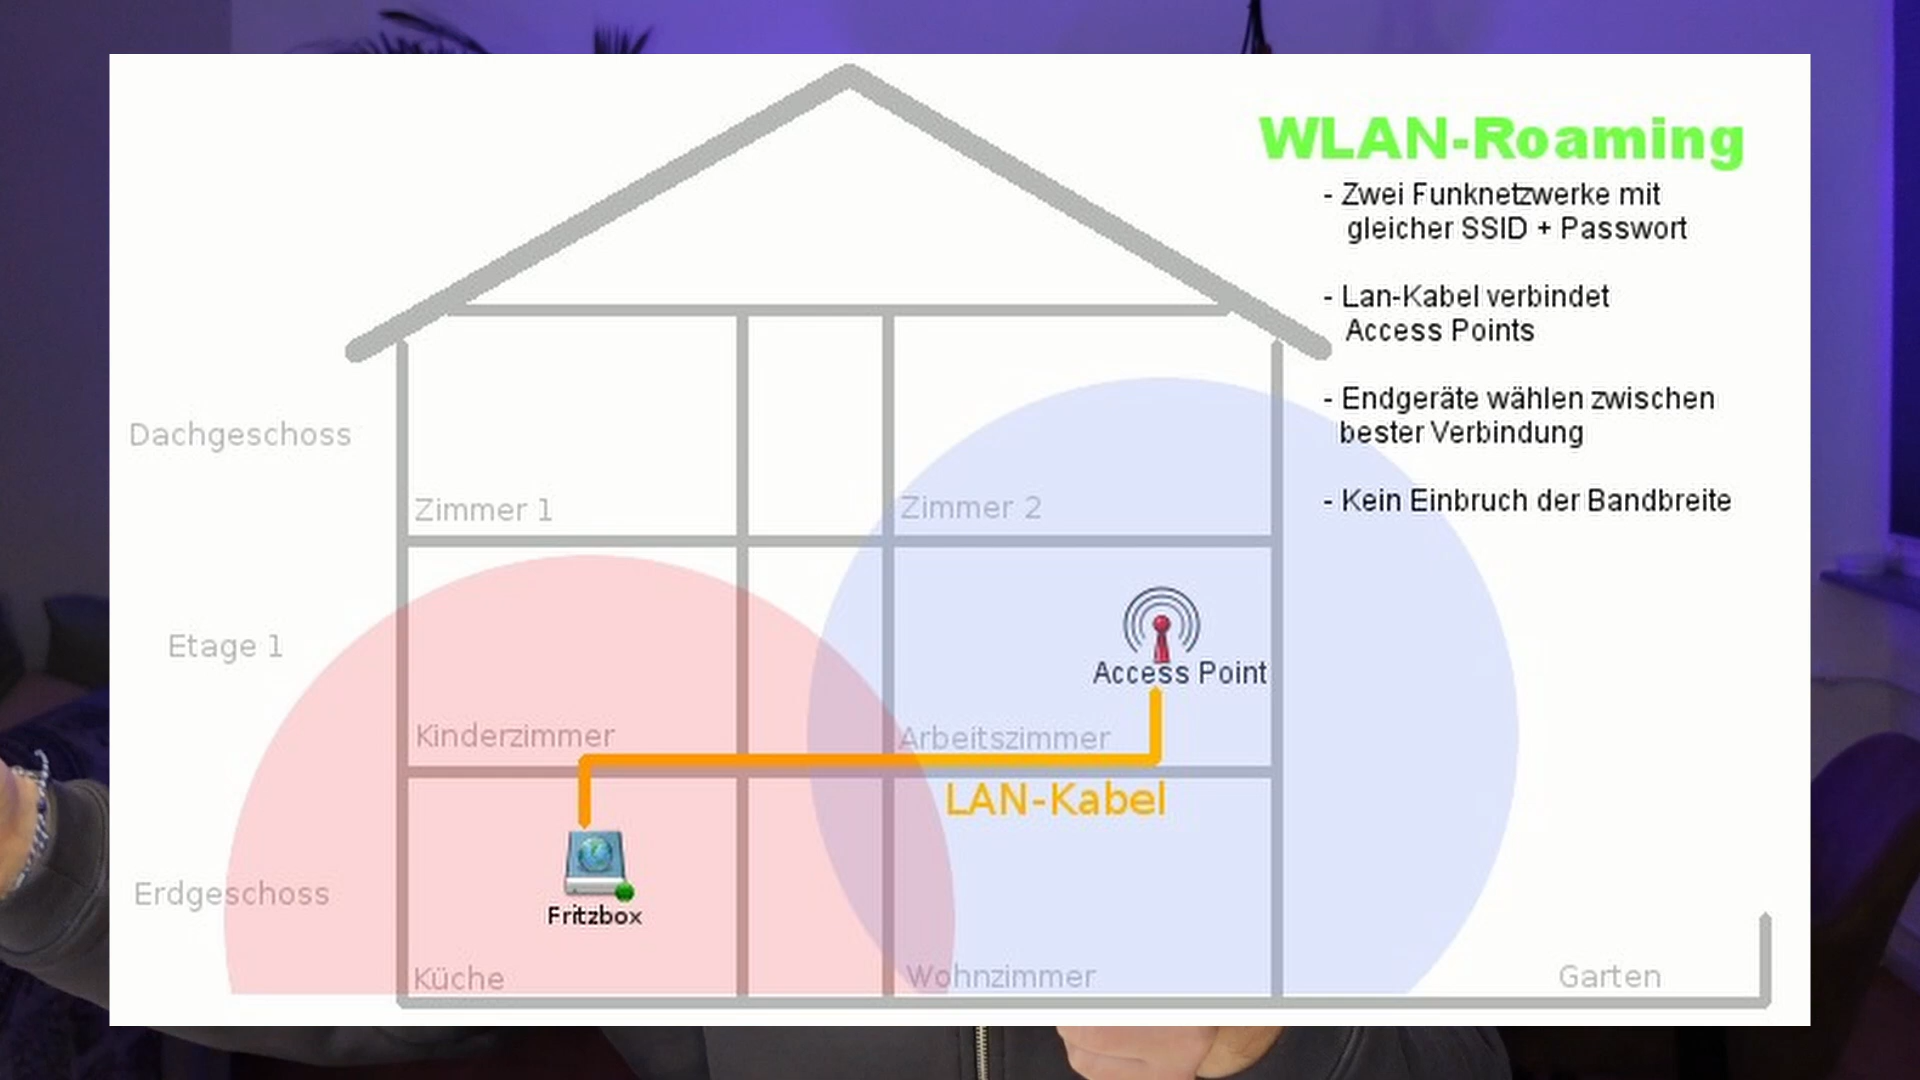 WLAN-Roaming
- Zwei Funknetzwerke mit
gleicher SSID + Passwort
- Lan-Kabel verbindet
Access Points
- Endgeräte wählen zwischen
bester Verbindung
- Kein Einbruch der Bandbreite
Dachgeschoss
Zimmer 1
Zimmer 2
Etage 1
Access Point
Kinderzimmer
Arbeitszimmer
LAN-Kabel
Erdgeschoss
Fritzbox
Küche
Wohnzimmer
Garten